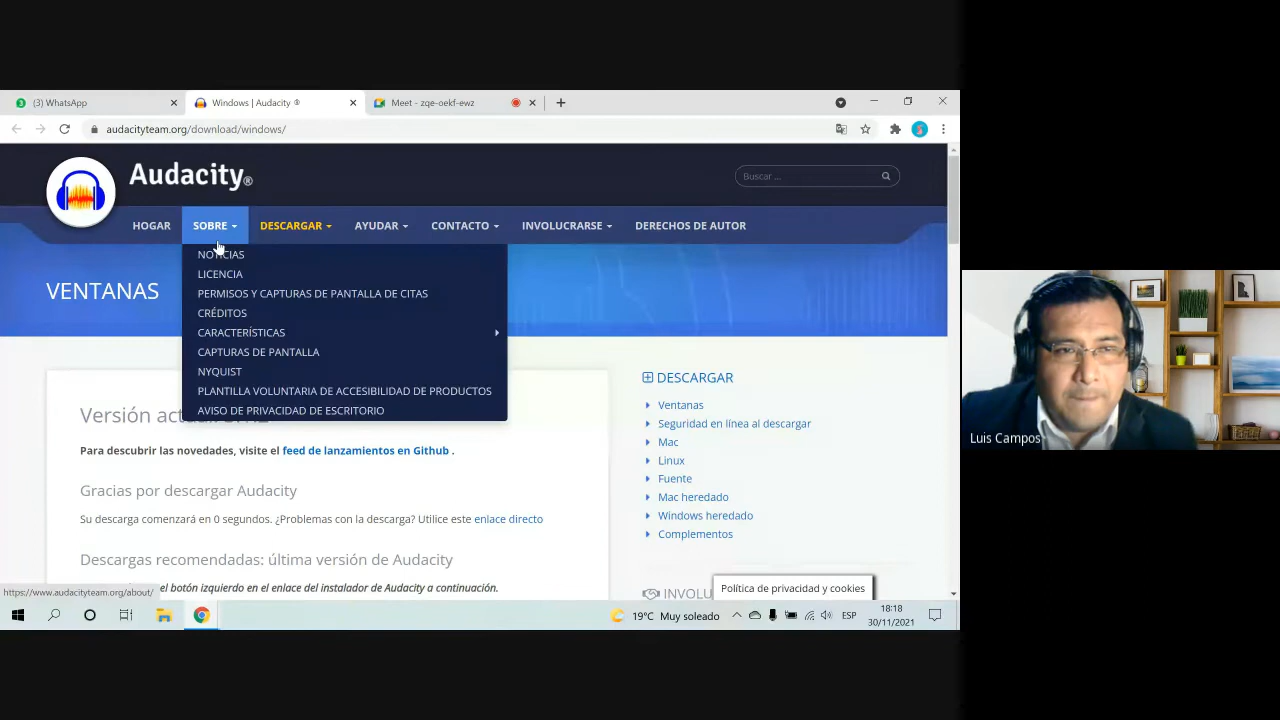 (3) WhatsApp
Windows | Audacity ®
Meet - zqe-oekf-ewz
audacityteam.org/download/windows/
Audacity®
Buscar ...
HOGAR SOBRE DESCARGAR AYUDAR CONTACTO INVOLUCRARSE DERECHOS DE AUTOR
NOTICIAS
LICENCIA
PERMISOS Y CAPTURAS DE PANTALLA DE CITAS
CRÉDITOS
CARACTERÍSTICAS
CAPTURAS DE PANTALLA
NYQUIST
PLANTILLA VOLUNTARIA DE ACCESIBILIDAD DE PRODUCTOS
AVISO DE PRIVACIDAD DE ESCRITORIO
VENTANAS
Versión
Para descubrir las novedades, visite el feed de lanzamientos en Github .
Gracias por descargar Audacity
Su descarga comenzará en 0 segundos. ¿Problemas con la descarga? Utilice este enlace directo
Descargas recomendadas: última versión de Audacity
el botón izquierdo en el enlace del instalador de Audacity a continuación.
DESCARGAR
Ventanas
Seguridad en línea al descargar
Mac
Linux
Fuente
Mac heredado
Windows heredado
Complementos
INVOLU
Política de privacidad y cookies
https://www.audacityteam.org/about/
19°C Muy soleado
ESP
18:18
30/11/2021
Luis Campos